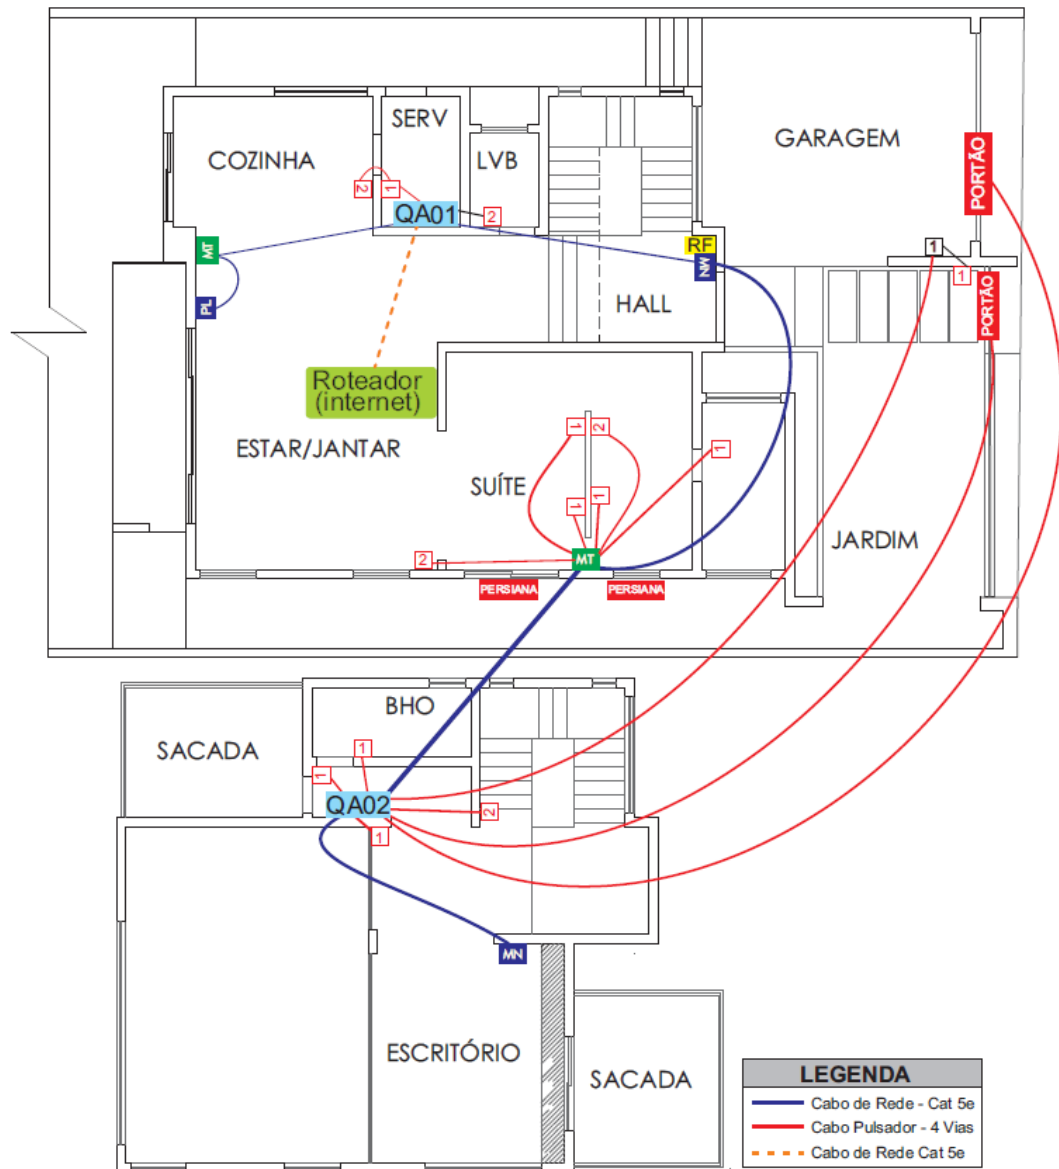 SERV
COZINHA
LVB
GARAGEM
PORTÃO
2
1
QA01
2
MT
RF
NW
1
1
PL
HALL
PORTÃO
Roteador
(internet)
ESTAR/JANTAR
1
2
1
SUÍTE
1
1
JARDIM
2
MT
PERSIANA
PERSIANA
BHO
SACADA
1
1
QA02
2
1
MN
ESCRITÓRIO
SACADA
LEGENDA
Cabo de Rede - Cat 5e
Cabo Pulsador - 4 Vias
Cabo de Rede Cat 5e